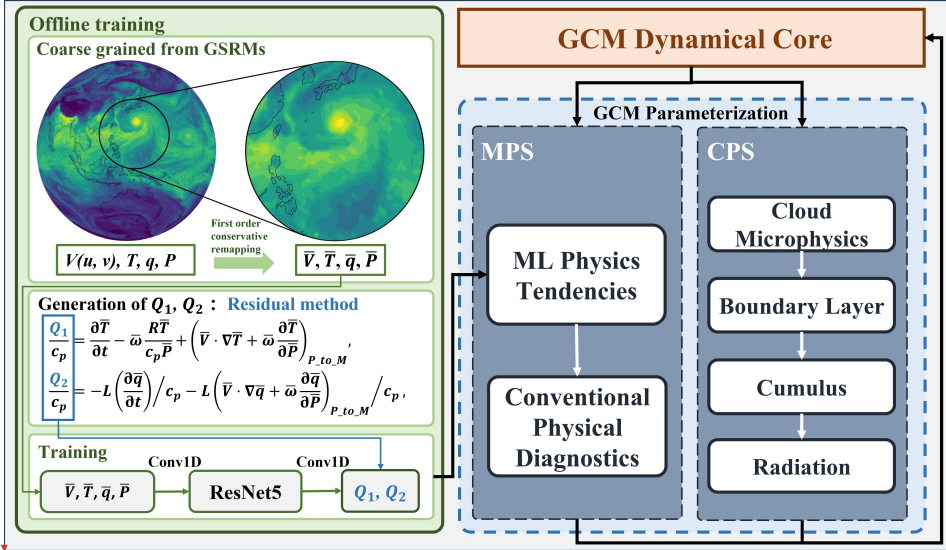 Offline training
Coarse grained from GSRMs
First order
conservative
remapping
V(u, v), T, q, P
V̅, T̅, q̅, P̅
Generation of Q₁, Q₂ : Residual method
Q₁/cₚ = ∂T̅/∂t − ω̅ RT̅/cₚP̅ + (V̅ · ∇T̅ + ω̅ ∂T̅/∂P̅)_P_to_M,
Q₂/cₚ = −L(∂q̅/∂t)/cₚ − L(V̅ · ∇q̅ + ω̅ ∂q̅/∂P̅)_P_to_M/cₚ,
Training
Conv1D
Conv1D
V̅, T̅, q̅, P̅
ResNet5
Q₁, Q₂
GCM Dynamical Core
GCM Parameterization
MPS
ML Physics
Tendencies
Conventional
Physical
Diagnostics
CPS
Cloud
Microphysics
Boundary Layer
Cumulus
Radiation